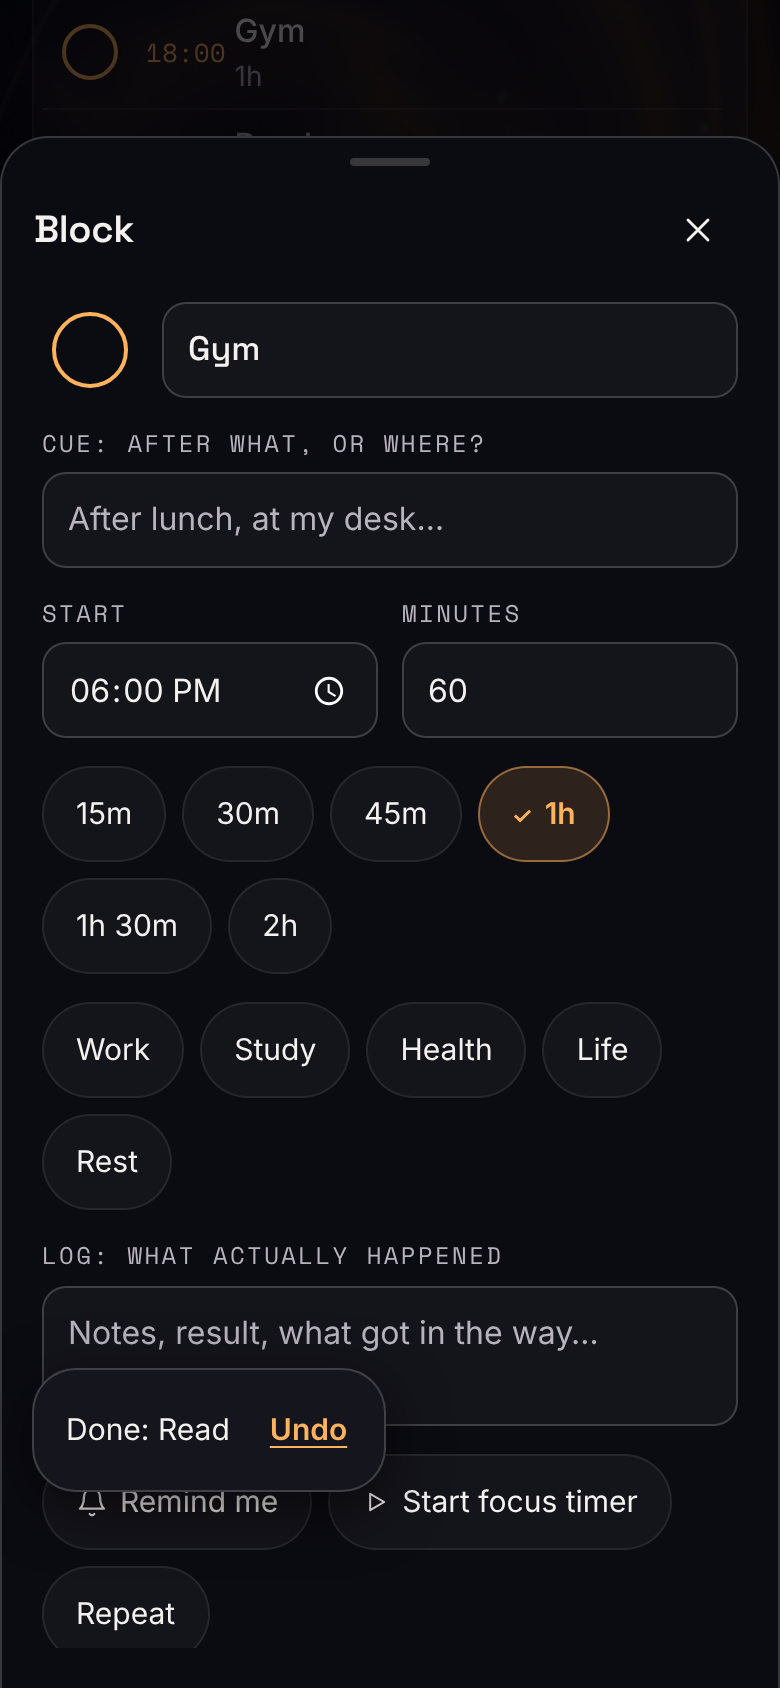 Gym
18:00
1h
Block
Gym
CUE: AFTER WHAT, OR WHERE?
After lunch, at my desk...
START MINUTES
06:00 PM 60
15m 30m 45m 1h
1h 30m 2h
Work Study Health Life
Rest
LOG: WHAT ACTUALLY HAPPENED
Notes, result, what got in the way...
Done: Read Undo
Remind me Start focus timer
Repeat